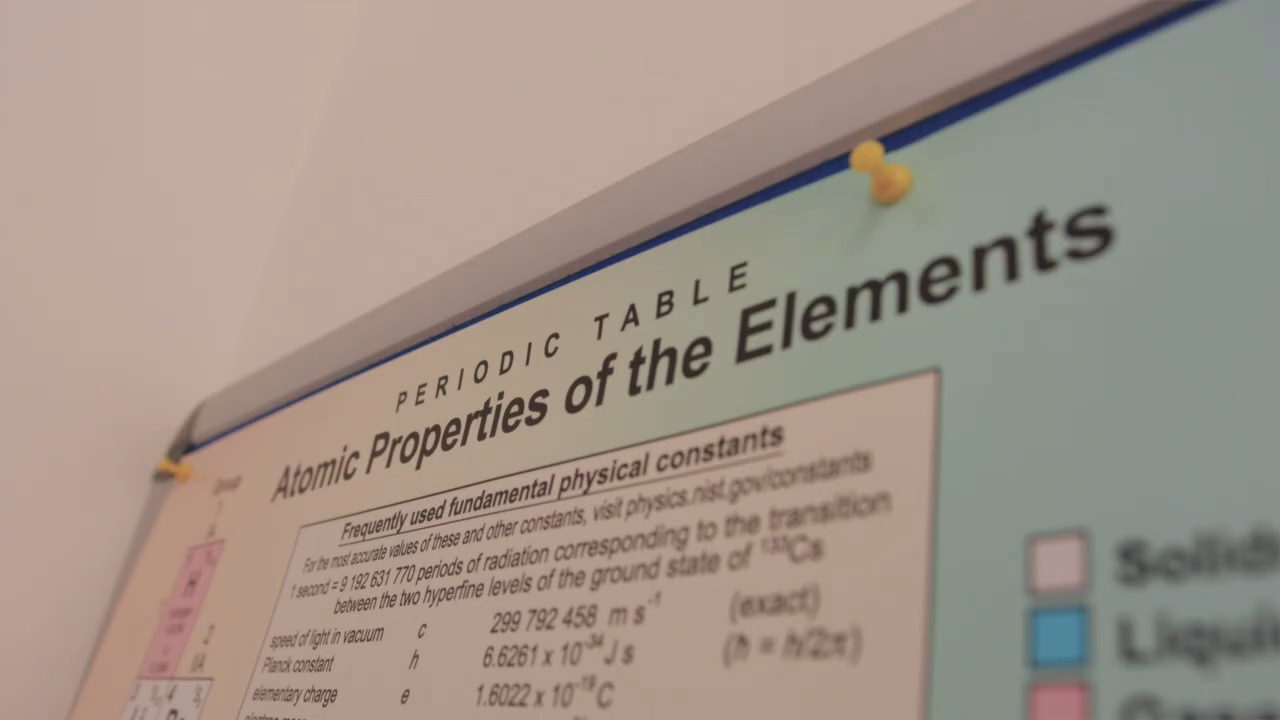 PERIODIC TABLE
Atomic Properties of the Elements
Frequently used fundamental physical constants
For the most accurate values of these and other constants, visit physics.nist.gov/constants
1 second = 9 192 631 770 periods of radiation corresponding to the transition
between the two hyperfine levels of the ground state of ¹³³Cs
speed of light in vacuum c 299 792 458 m s⁻¹ (exact)
Planck constant h 6.6261 x 10⁻³⁴ J s (ħ = h/2π)
elementary charge e 1.6022 x 10⁻¹⁹ C
Group
H
2
IIA
3
4
Solids